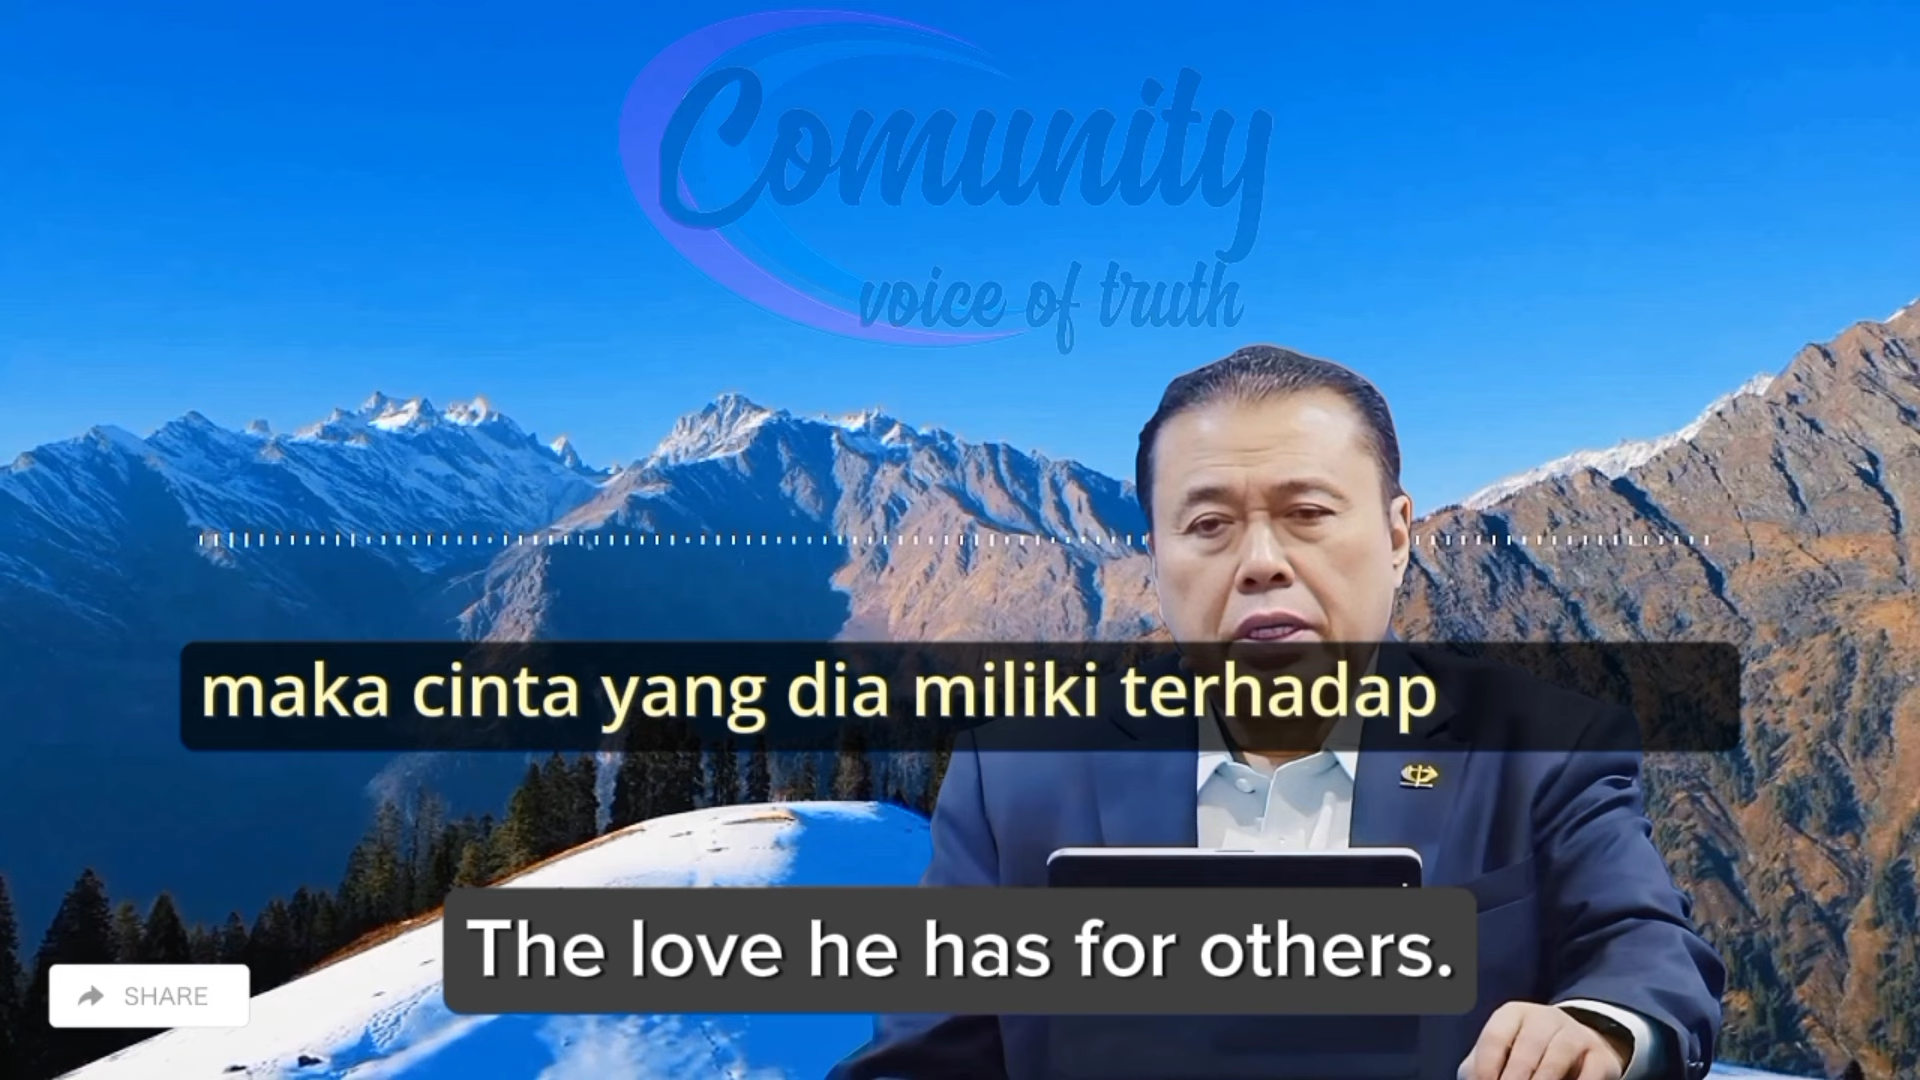 Comunity
voice of truth
maka cinta yang dia miliki terhadap
The love he has for others.
SHARE